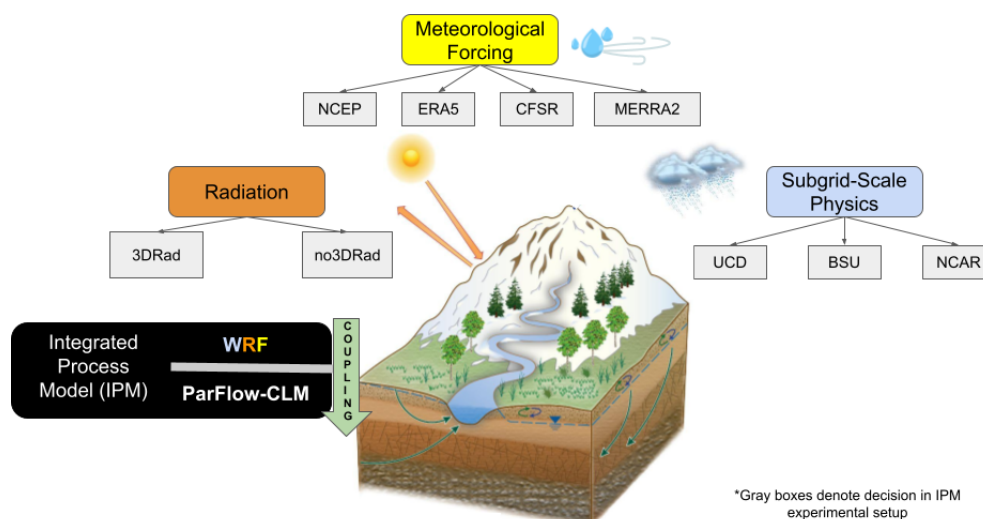 Meteorological
Forcing
NCEP
ERA5
CFSR
MERRA2
Radiation
Subgrid-Scale
Physics
3DRad
no3DRad
UCD
BSU
NCAR
Integrated
Process
Model (IPM)
WRF
ParFlow-CLM
COUPLING
*Gray boxes denote decision in IPM
experimental setup